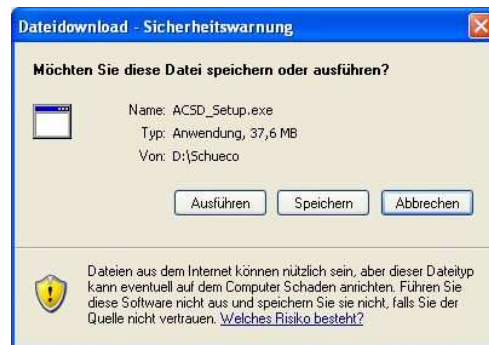 Dateidownload - Sicherheitswarnung
Möchten Sie diese Datei speichern oder ausführen?
Name: ACSD_Setup.exe
Typ: Anwendung, 37,6 MB
Von: D:\Schueco
Ausführen Speichern Abbrechen
Dateien aus dem Internet können nützlich sein, aber dieser Dateityp
kann eventuell auf dem Computer Schaden anrichten. Führen Sie
diese Software nicht aus und speichern Sie sie nicht, falls Sie der
Quelle nicht vertrauen. Welches Risiko besteht?